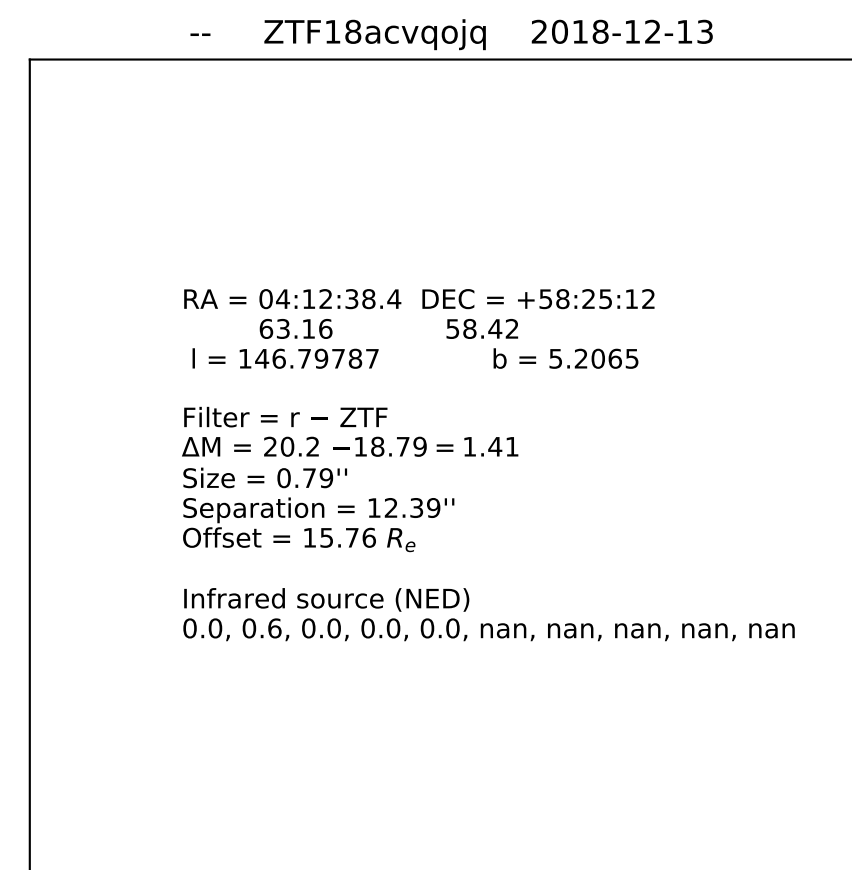 -- ZTF18acvqojq 2018-12-13
RA = 04:12:38.4 DEC = +58:25:12
63.16 58.42
l = 146.79787 b = 5.2065
Filter = r − ZTF
ΔM = 20.2 −18.79 = 1.41
Size = 0.79''
Separation = 12.39''
Offset = 15.76 Re
Infrared source (NED)
0.0, 0.6, 0.0, 0.0, 0.0, nan, nan, nan, nan, nan